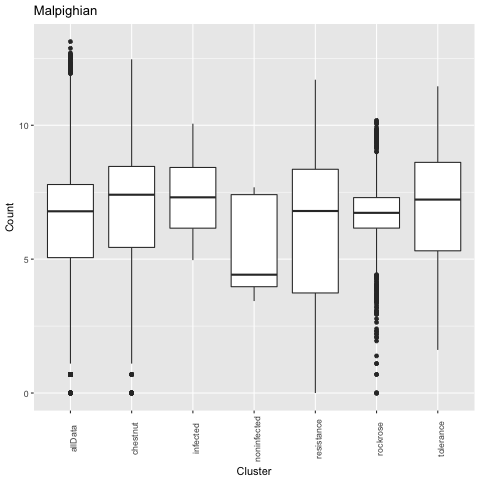 Malpighian
Count
10
5
0
allData
chestnut
infected
noninfected
resistance
rockrose
tolerance
Cluster